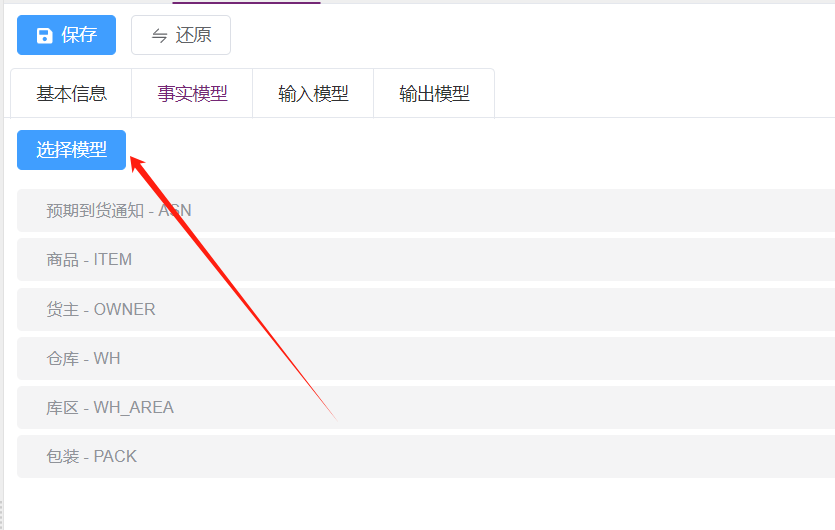 保存 还原
基本信息 事实模型 输入模型 输出模型
选择模型
预期到货通知 - ASN
商品 - ITEM
货主 - OWNER
仓库 - WH
库区 - WH_AREA
包装 - PACK